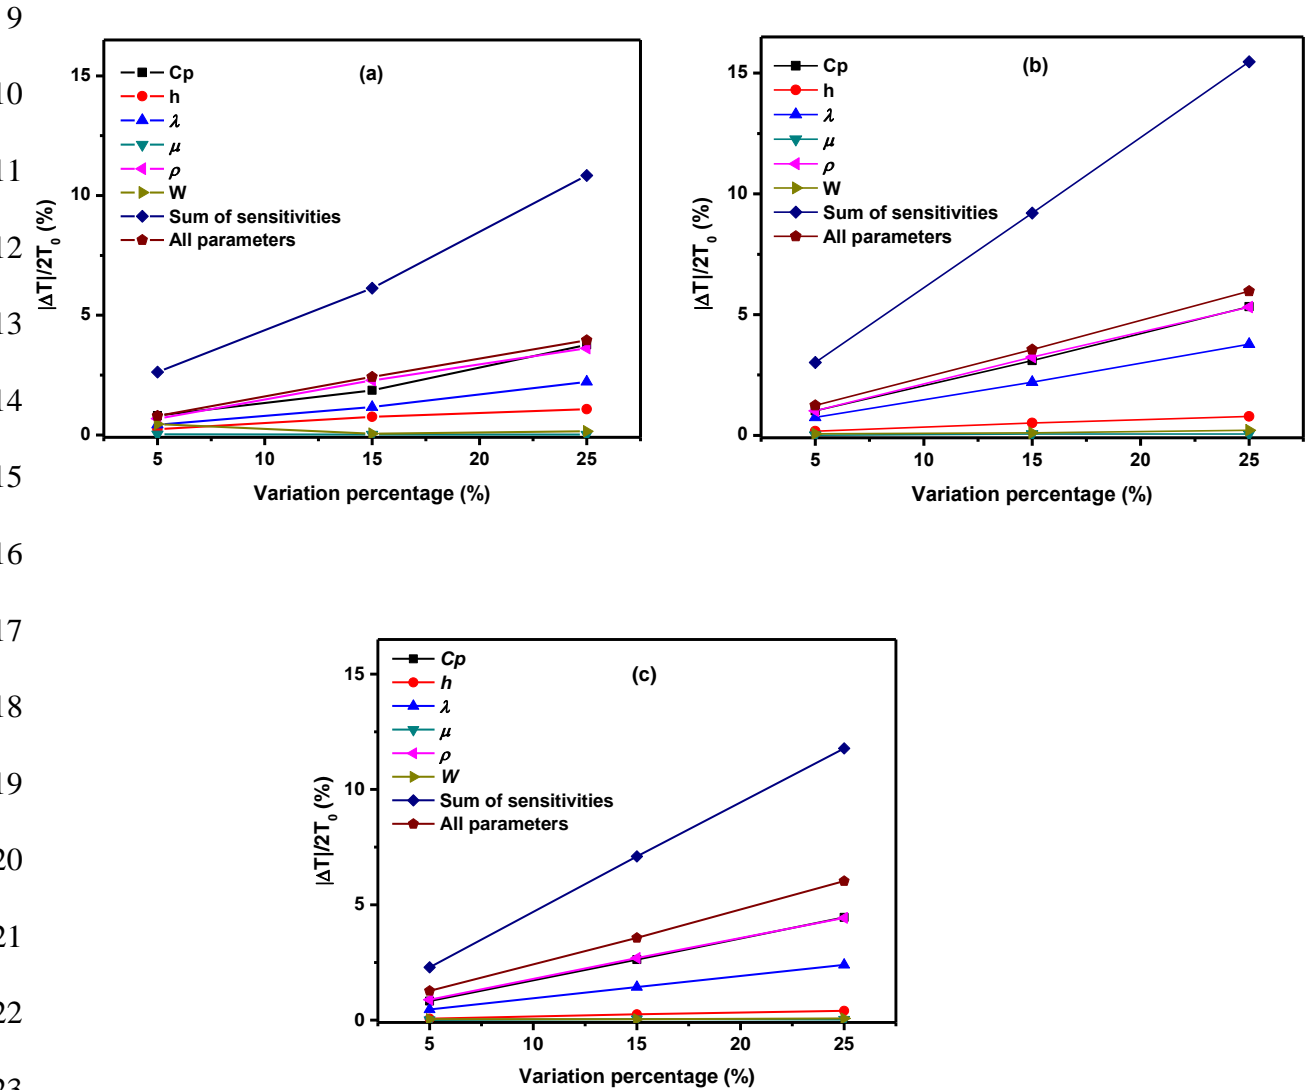 9
10
11
12
13
14
15
16
17
18
19
20
21
22
23
(a)
Cp
h
λ
μ
ρ
W
Sum of sensitivities
All parameters
|ΔT|/2T0 (%)
15
10
5
0
5 10 15 20 25
Variation percentage (%)
(b)
Cp
h
λ
μ
ρ
W
Sum of sensitivities
All parameters
|ΔT|/2T0 (%)
15
10
5
0
5 10 15 20 25
Variation percentage (%)
(c)
Cp
h
λ
μ
ρ
W
Sum of sensitivities
All parameters
|ΔT|/2T0 (%)
15
10
5
0
5 10 15 20 25
Variation percentage (%)